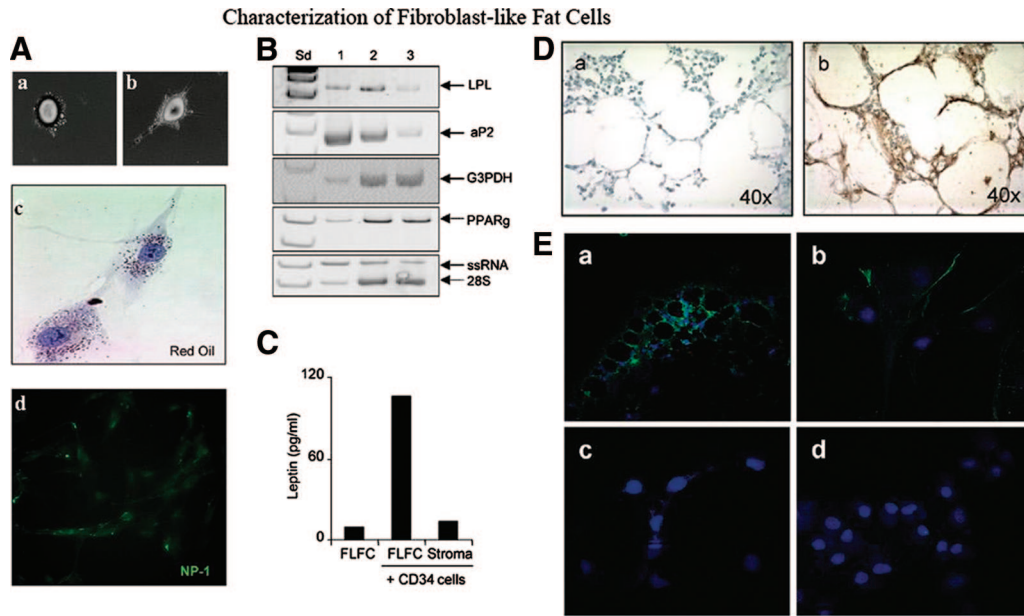 Characterization of Fibroblast-like Fat Cells
A
a
b
c
Red Oil
d
NP-1
B
Sd 1 2 3
LPL
aP2
G3PDH
PPARg
ssRNA
28S
C
Leptin (pg/ml)
120
60
0
FLFC FLFC Stroma
+ CD34 cells
D
a
40x
b
40x
E
a
b
c
d